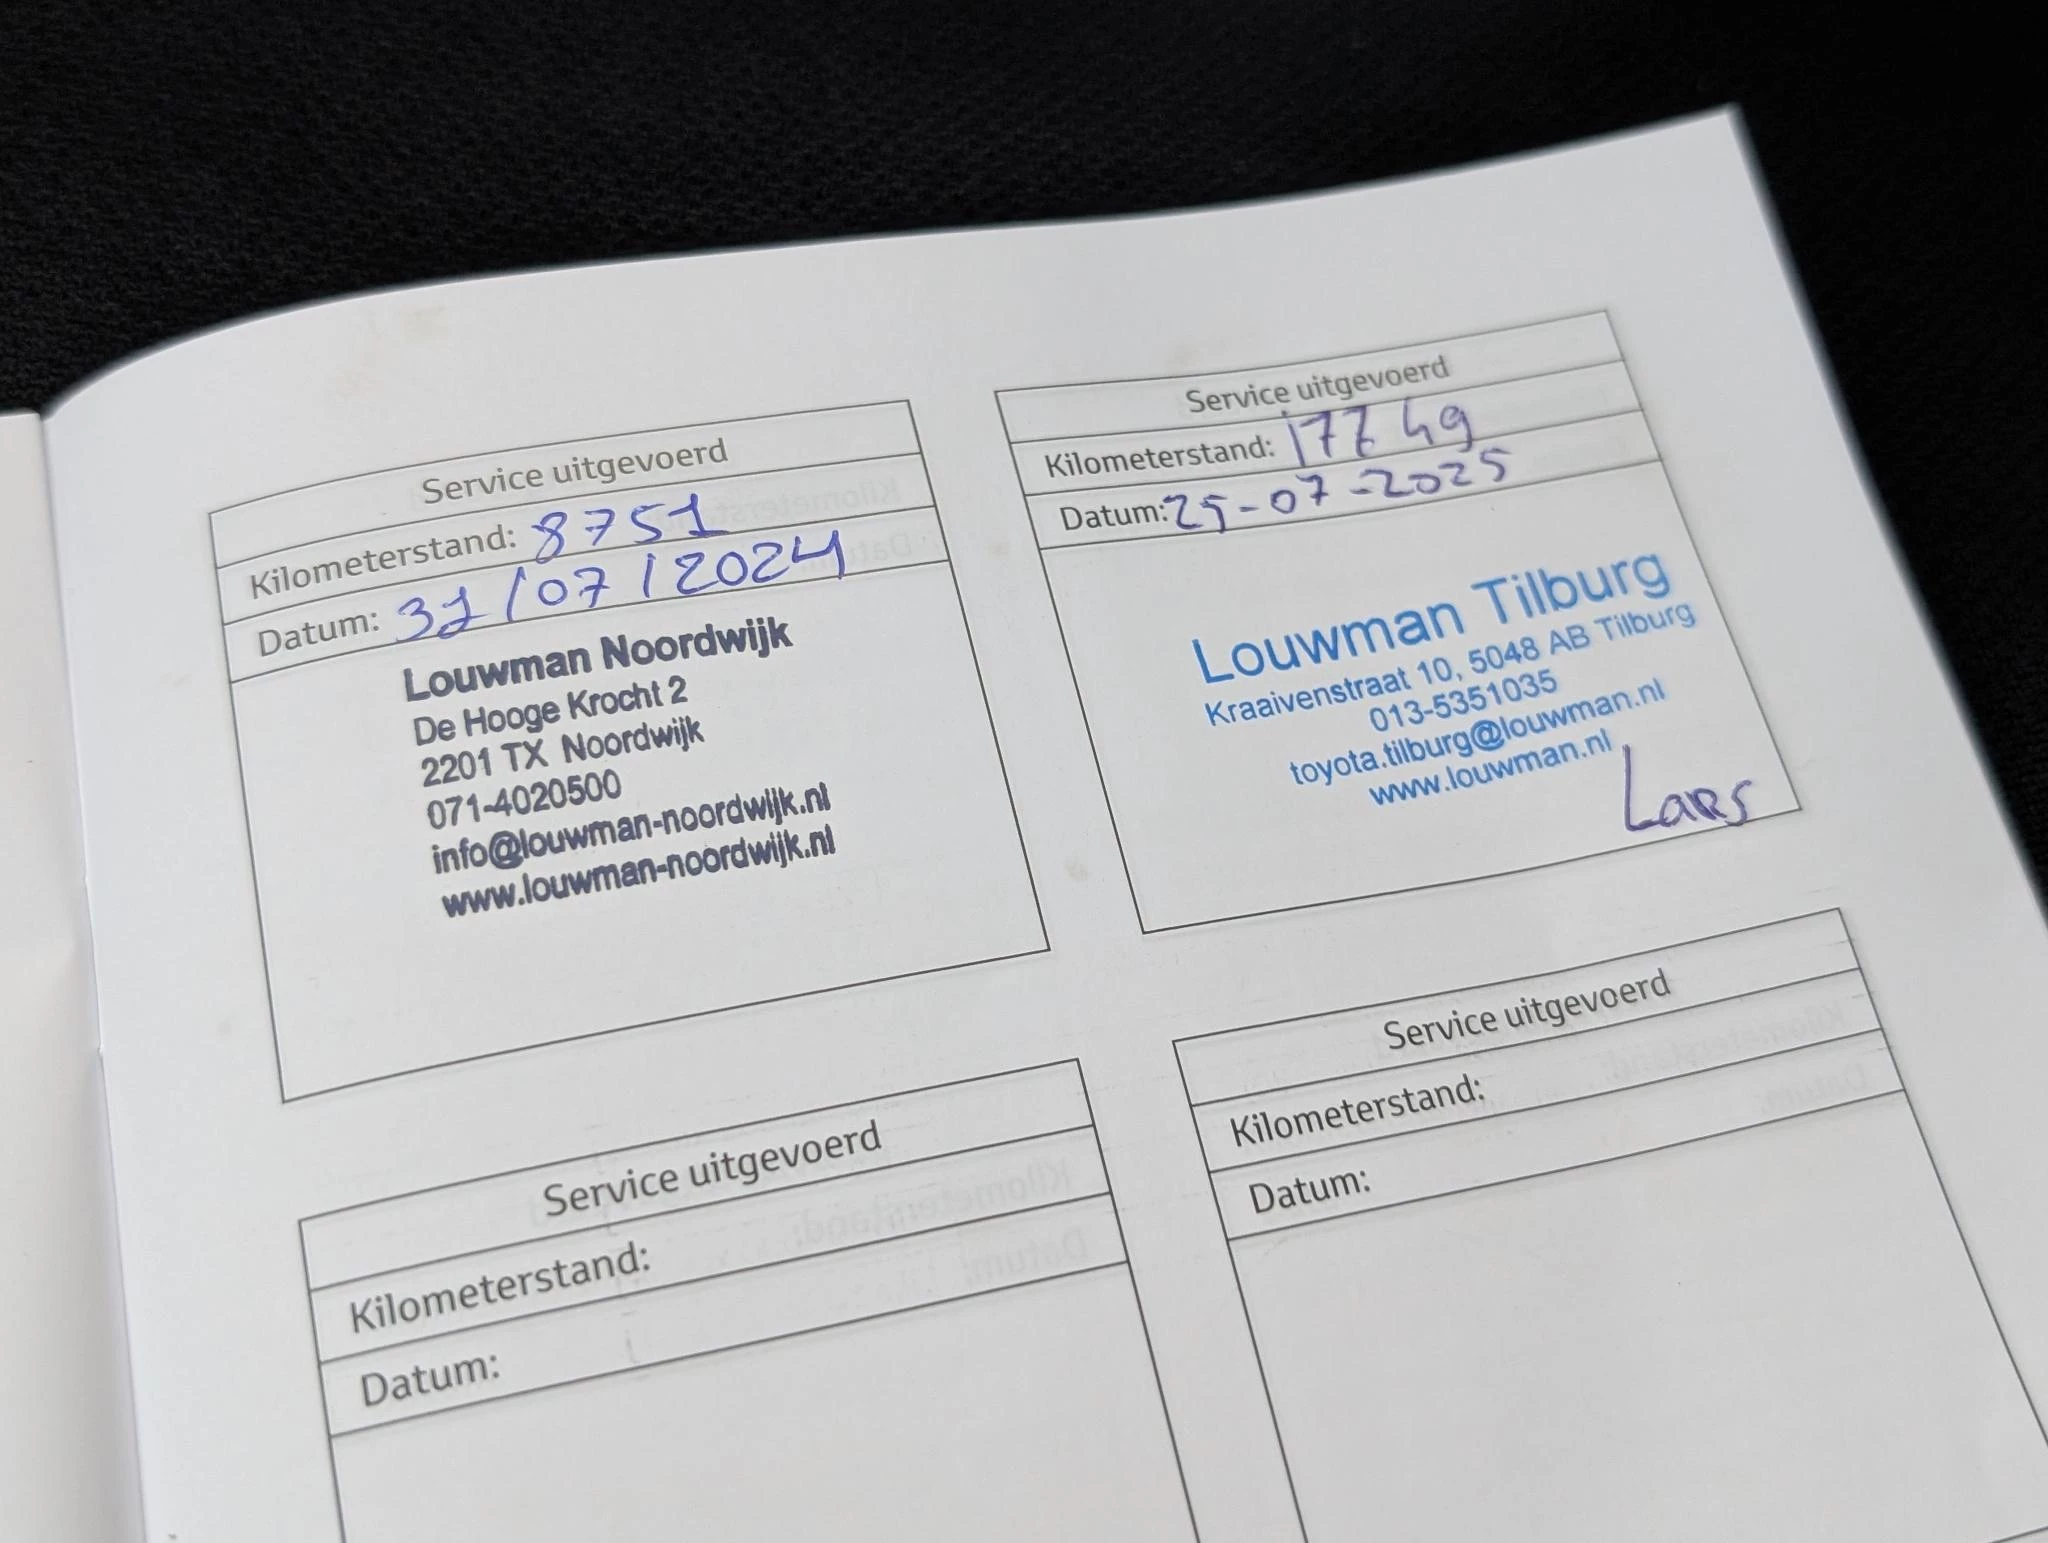 Service uitgevoerd
Kilometerstand: 8751
Datum: 31/07/2024
Louwman Noordwijk
De Hooge Krocht 2
2201 TX Noordwijk
071-4020500
info@louwman-noordwijk.nl
www.louwman-noordwijk.nl
Service uitgevoerd
Kilometerstand: 17749
Datum: 25-07-2025
Louwman Tilburg
Kraaivenstraat 10, 5048 AB Tilburg
013-5351035
toyota.tilburg@louwman.nl
www.louwman.nl
Lars
Service uitgevoerd
Kilometerstand:
Datum:
Service uitgevoerd
Kilometerstand:
Datum: